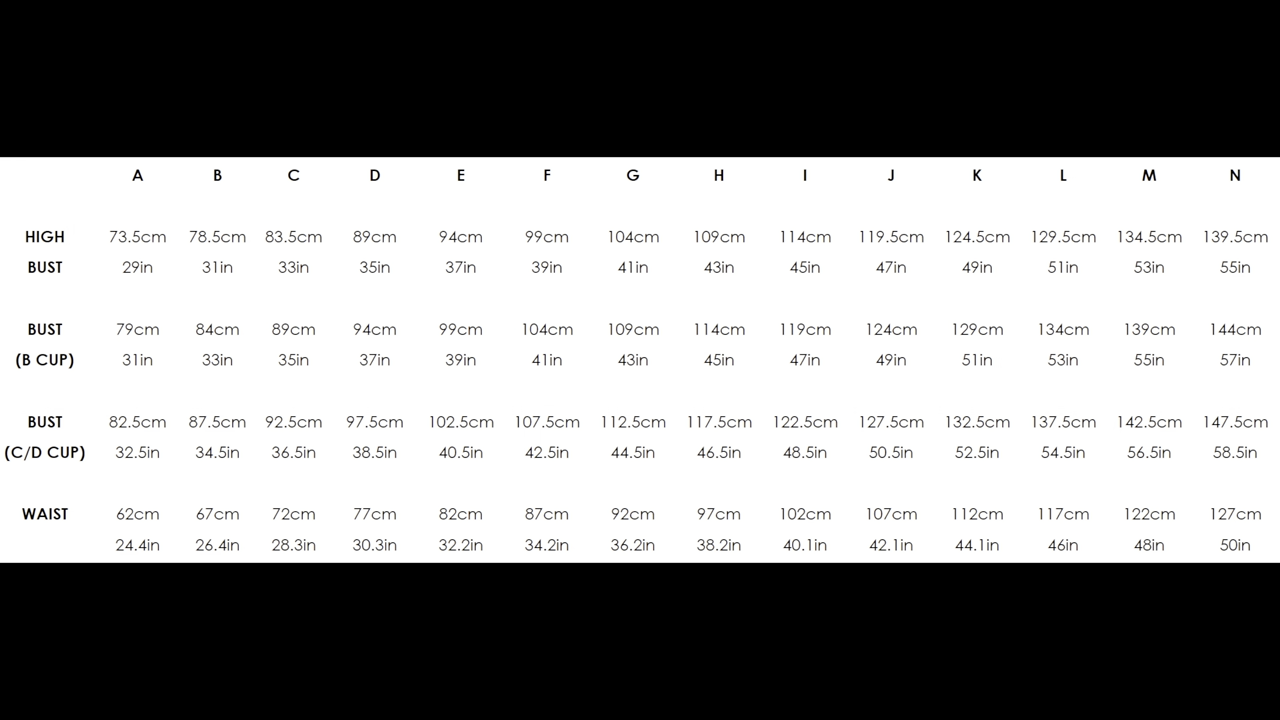 A B C D E F G H I J K L M N
HIGH 73.5cm 78.5cm 83.5cm 89cm 94cm 99cm 104cm 109cm 114cm 119.5cm 124.5cm 129.5cm 134.5cm 139.5cm
BUST 29in 31in 33in 35in 37in 39in 41in 43in 45in 47in 49in 51in 53in 55in
BUST 79cm 84cm 89cm 94cm 99cm 104cm 109cm 114cm 119cm 124cm 129cm 134cm 139cm 144cm
(B CUP) 31in 33in 35in 37in 39in 41in 43in 45in 47in 49in 51in 53in 55in 57in
BUST 82.5cm 87.5cm 92.5cm 97.5cm 102.5cm 107.5cm 112.5cm 117.5cm 122.5cm 127.5cm 132.5cm 137.5cm 142.5cm 147.5cm
(C/D CUP) 32.5in 34.5in 36.5in 38.5in 40.5in 42.5in 44.5in 46.5in 48.5in 50.5in 52.5in 54.5in 56.5in 58.5in
WAIST 62cm 67cm 72cm 77cm 82cm 87cm 92cm 97cm 102cm 107cm 112cm 117cm 122cm 127cm
24.4in 26.4in 28.3in 30.3in 32.2in 34.2in 36.2in 38.2in 40.1in 42.1in 44.1in 46in 48in 50in